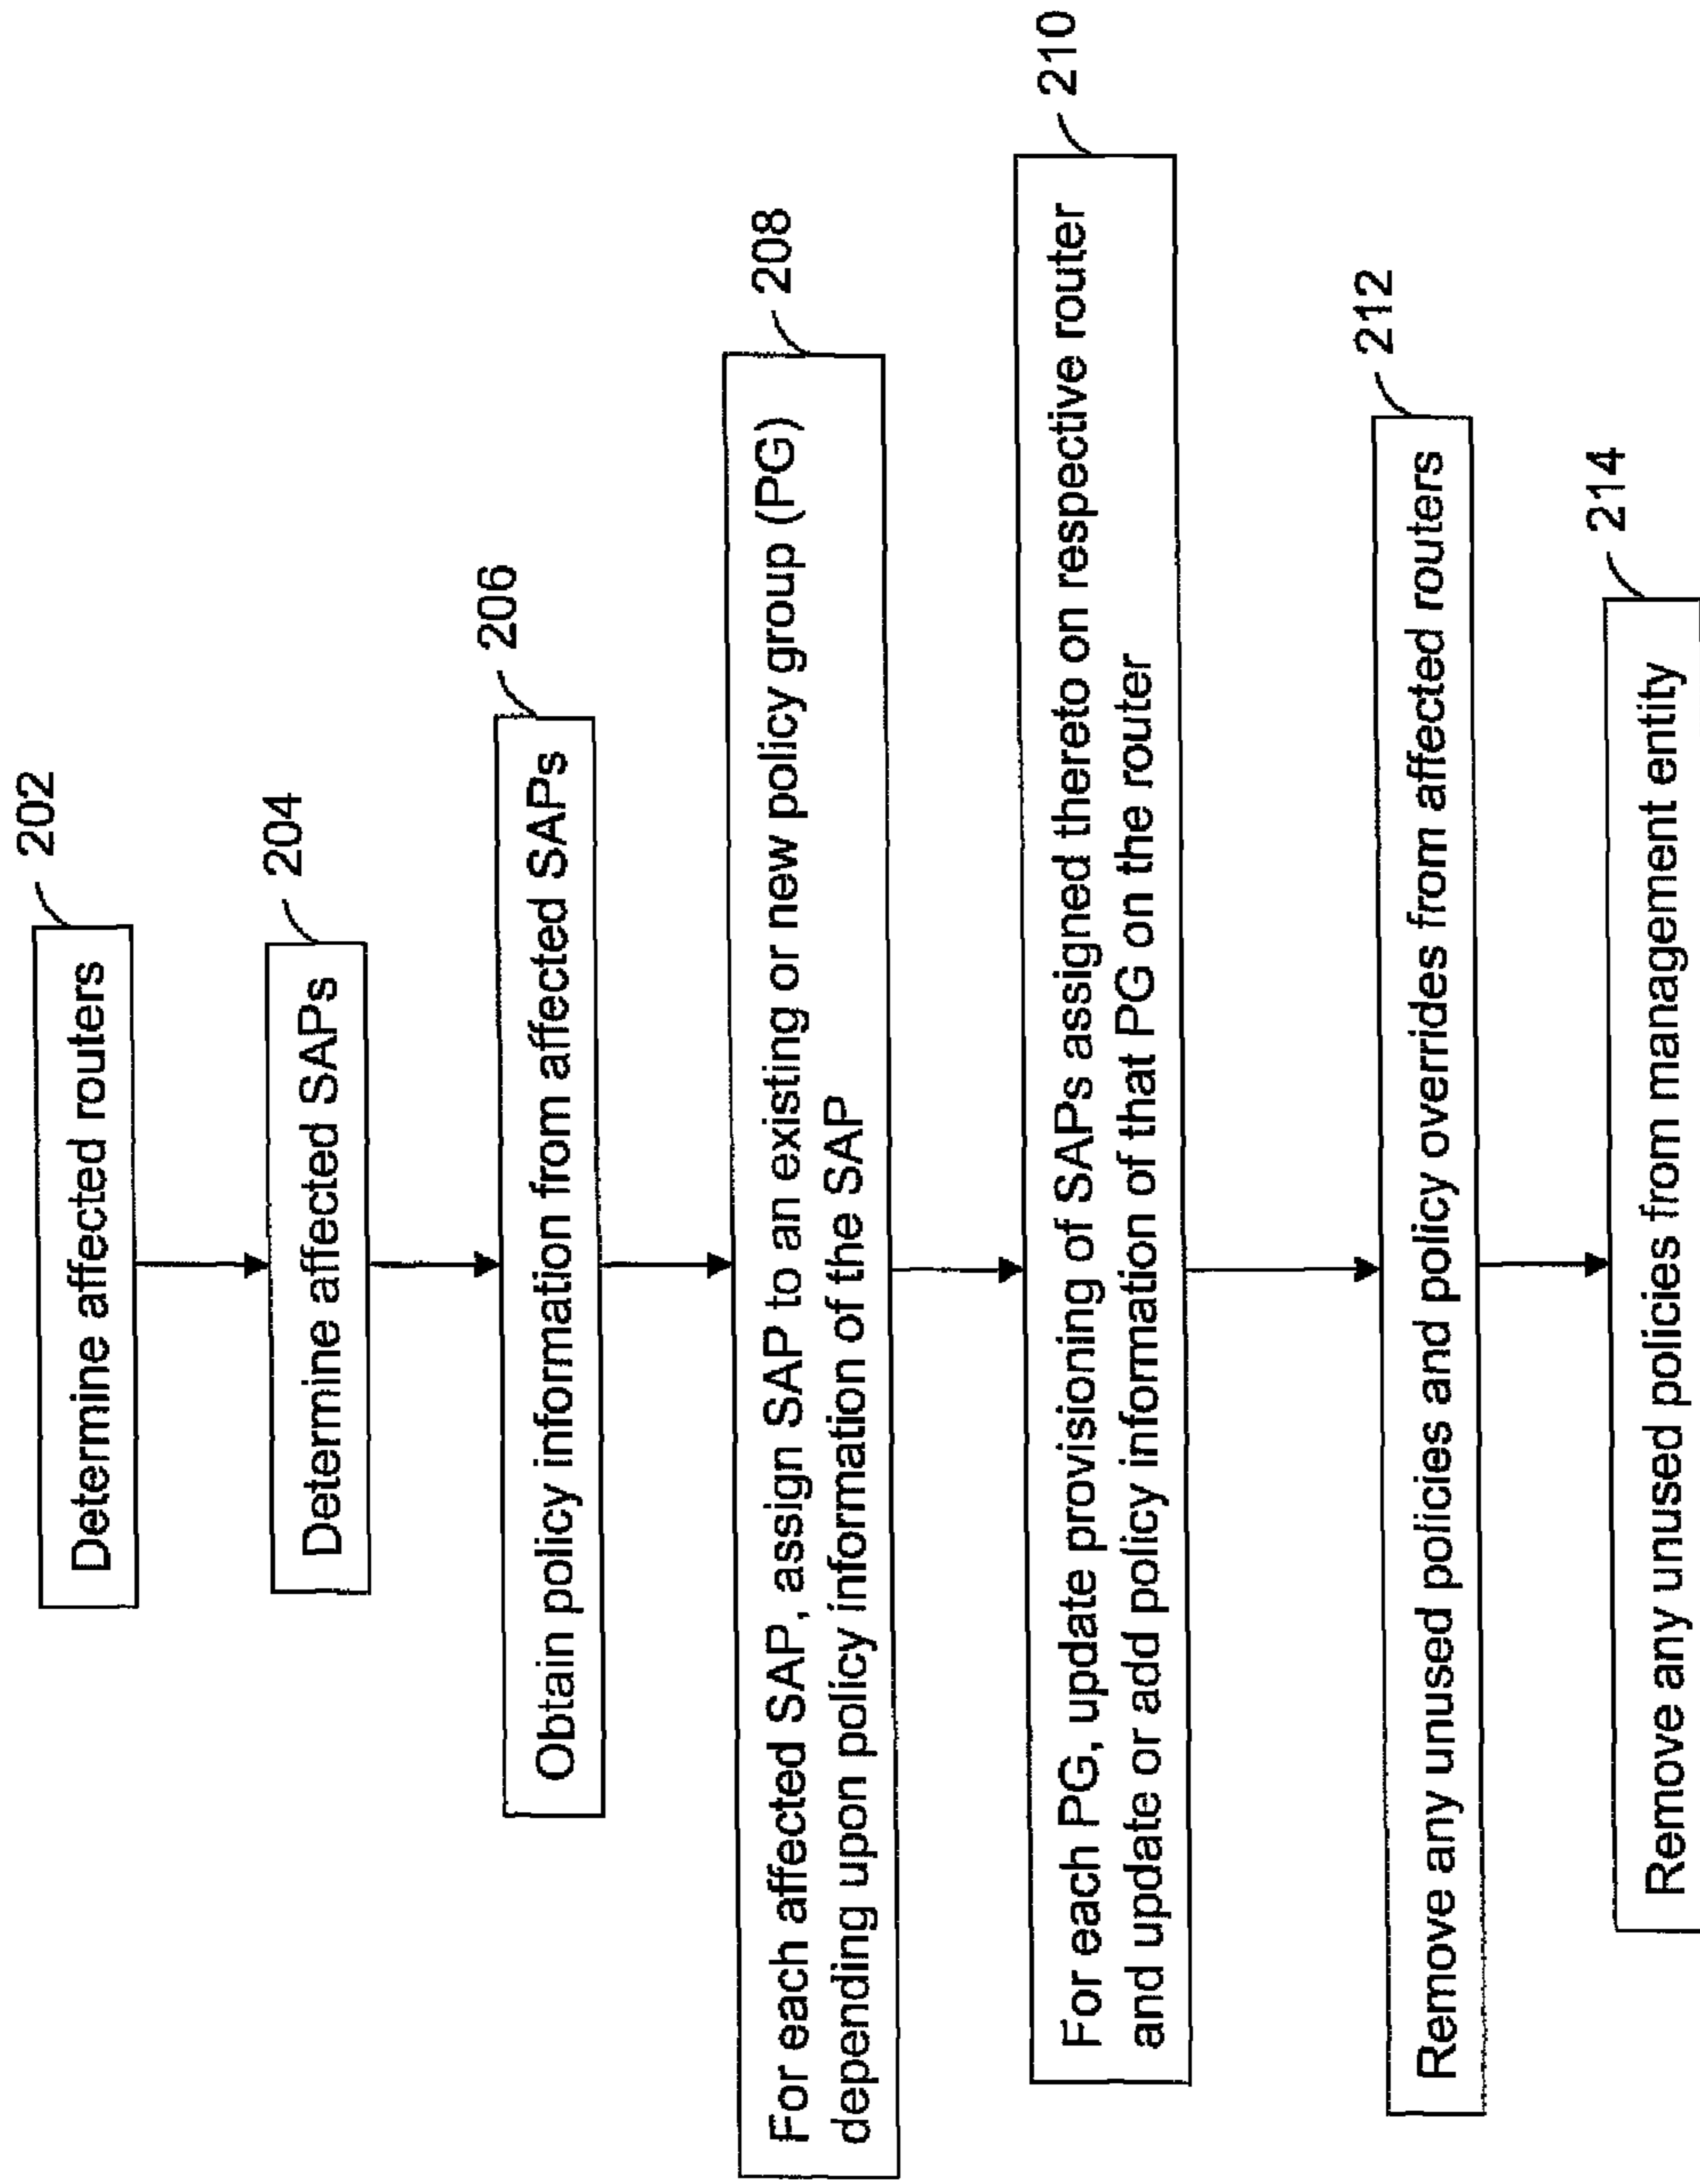 202
Determine affected routers
204
Determine affected SAPs
206
Obtain policy information from affected SAPs
208
For each affected SAP, assign SAP to an existing or new policy group (PG)
depending upon policy information of the SAP
210
For each PG, update provisioning of SAPs assigned thereto on respective router
and update or add policy information of that PG on the router
212
Remove any unused policies and policy overrides from affected routers
214
Remove any unused policies from management entity